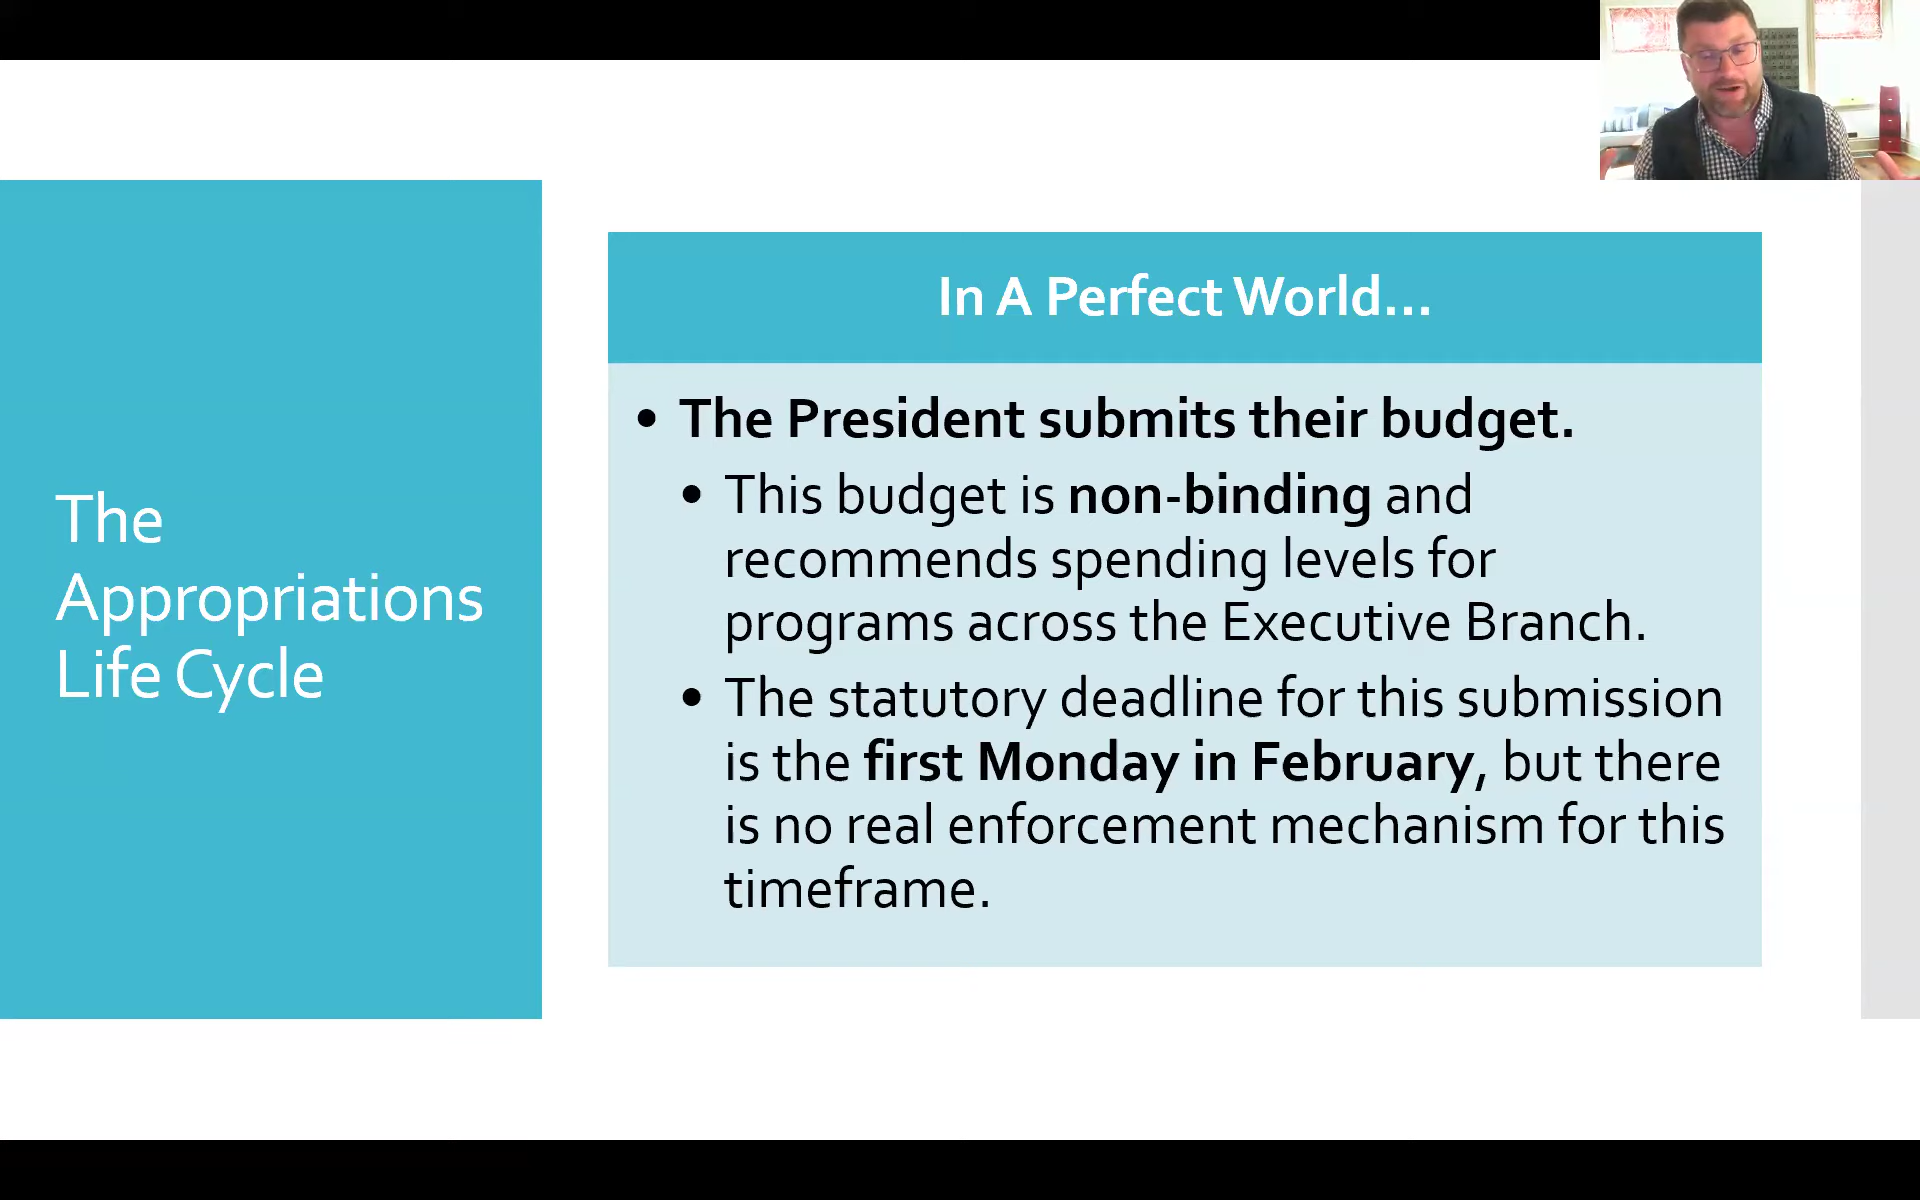 The
Appropriations
Life Cycle
In A Perfect World...
• The President submits their budget.
• This budget is non-binding and
recommends spending levels for
programs across the Executive Branch.
• The statutory deadline for this submission
is the first Monday in February, but there
is no real enforcement mechanism for this
timeframe.